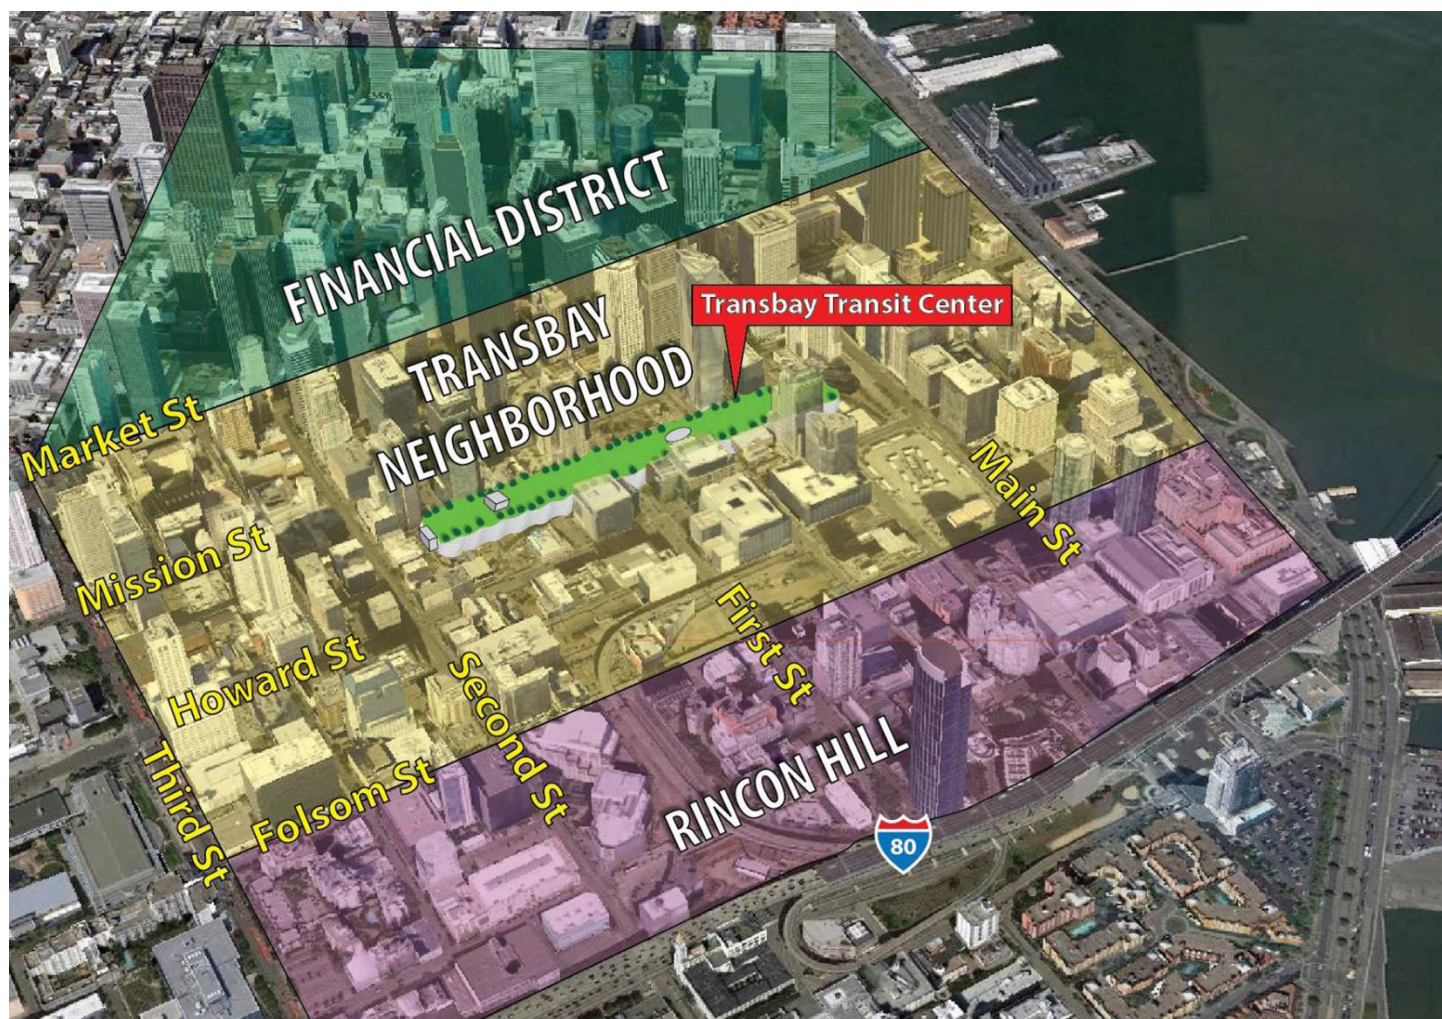 FINANCIAL DISTRICT
TRANSBAY
NEIGHBORHOOD
Transbay Transit Center
Market St
Mission St
Howard St
Folsom St
Third St
Second St
First St
Main St
RINCON HILL
80